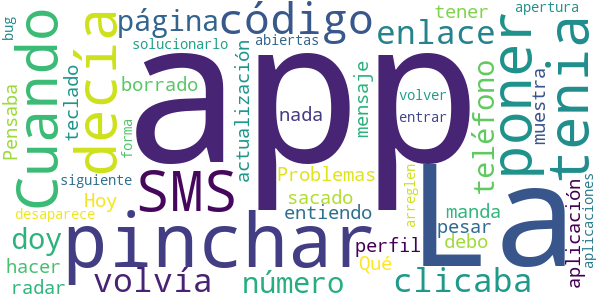 bug
página
código
tener
apertura
solucionarlo
abiertas
enlace
Pensaba
Cuando
teclado
decía
borrado
actualización
app
nada
mensaje
volver
entrar
teléfono
poner
muestra
tenia
forma
siguiente
Hoy
desaparece
SMS
Problemas
sacado
entiendo
arreglen
La
manda
pesar
debo
aplicación
aplicaciones
doy
pinchar
perfil
Qué
hacer
radar
volvía
número
clicaba